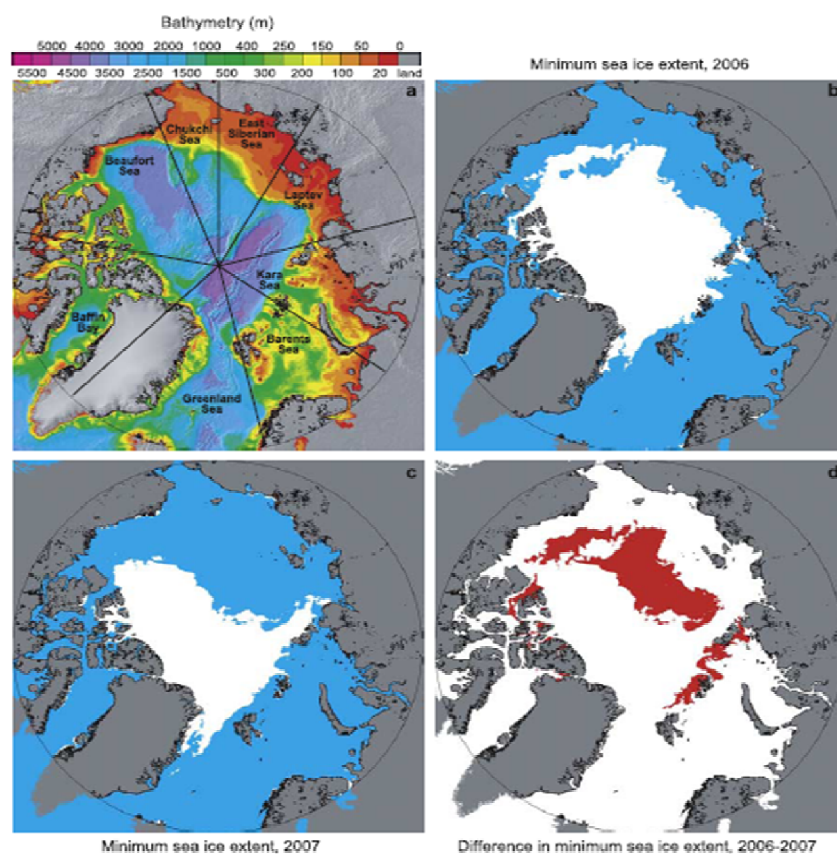 Bathymetry (m)
5000 4000 3000 2000 1000 400 250 150 50 0
5500 4500 3500 2500 1500 500 300 200 100 20 land
Minimum sea ice extent, 2006
a
b
Chukchi
Sea
East
Siberian
Sea
Beaufort
Sea
Laptev
Sea
Kara
Sea
Baffin
Bay
Barents
Sea
Greenland
Sea
c
d
Minimum sea ice extent, 2007
Difference in minimum sea ice extent, 2006-2007